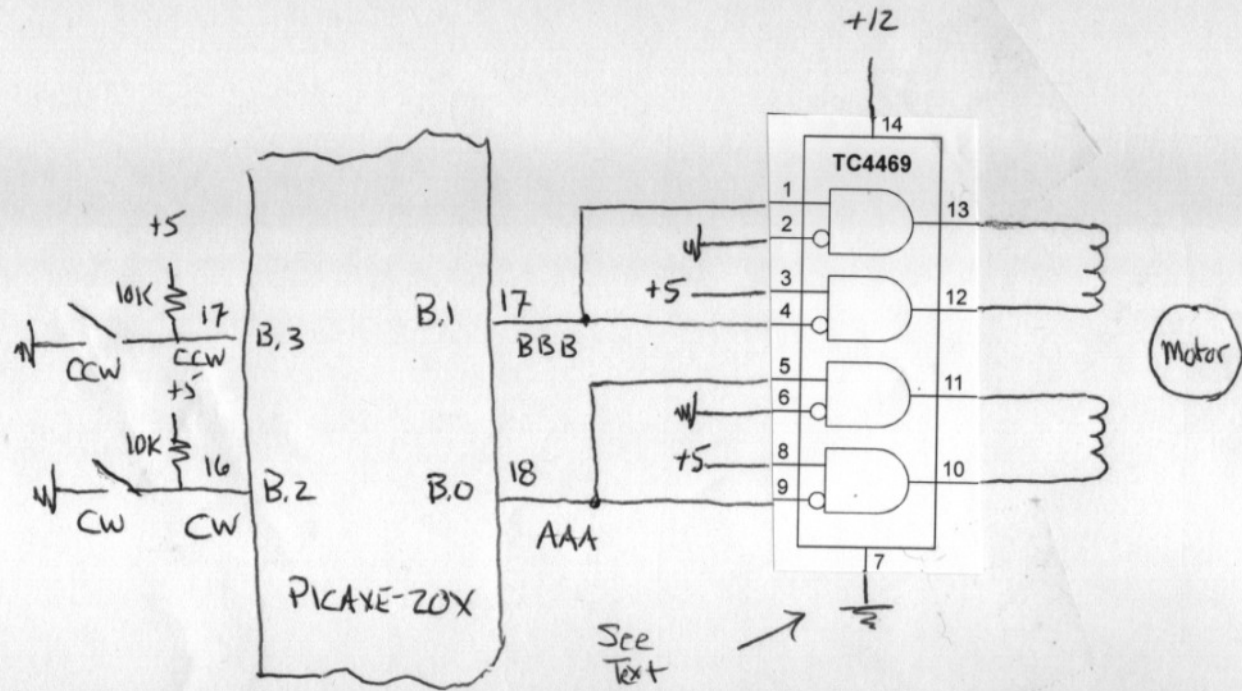 +12
14
TC4469
1
13
2
+5
3
12
4
+5
10K
17
B.3
CCW
CCW
B.1
17
BBB
Motor
5
11
6
+5
8
10
9
+5
10K
16
B.2
CW
CW
B.0
18
AAA
7
PICAXE-20X
See
Text